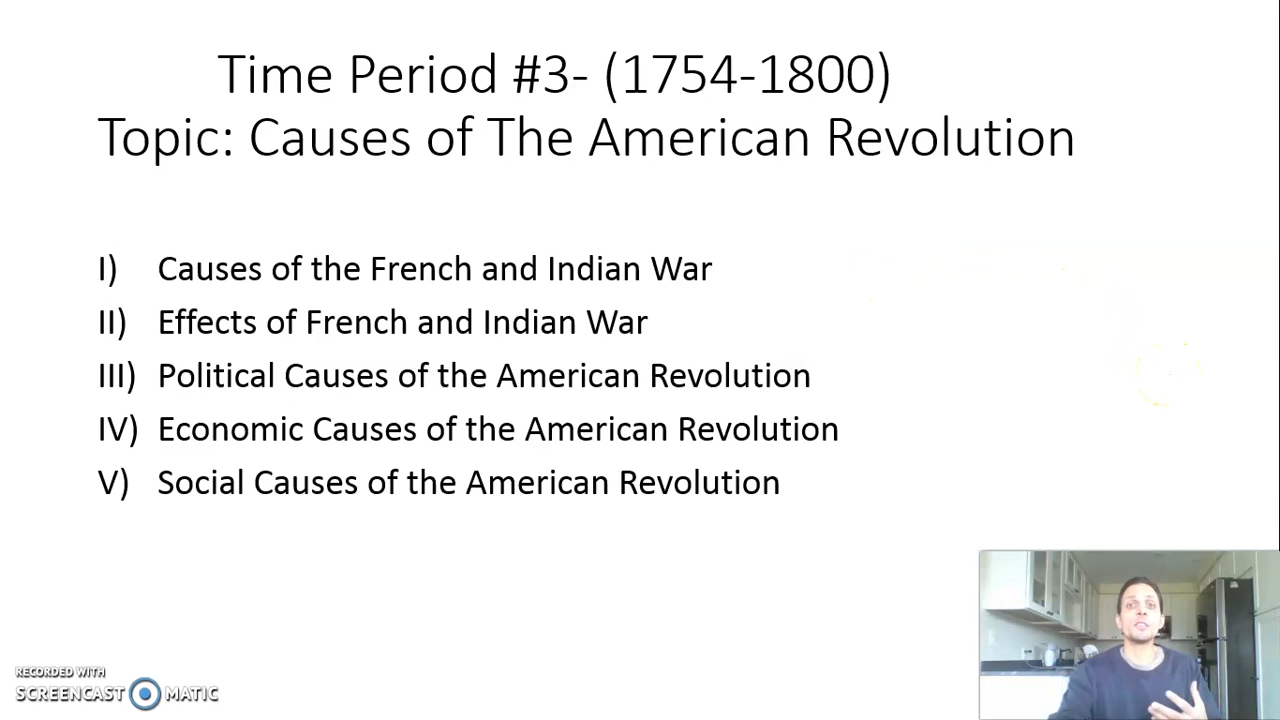 Time Period #3- (1754-1800)
Topic: Causes of The American Revolution
I) Causes of the French and Indian War
II) Effects of French and Indian War
III) Political Causes of the American Revolution
IV) Economic Causes of the American Revolution
V) Social Causes of the American Revolution
RECORDED WITH
SCREENCAST MATIC